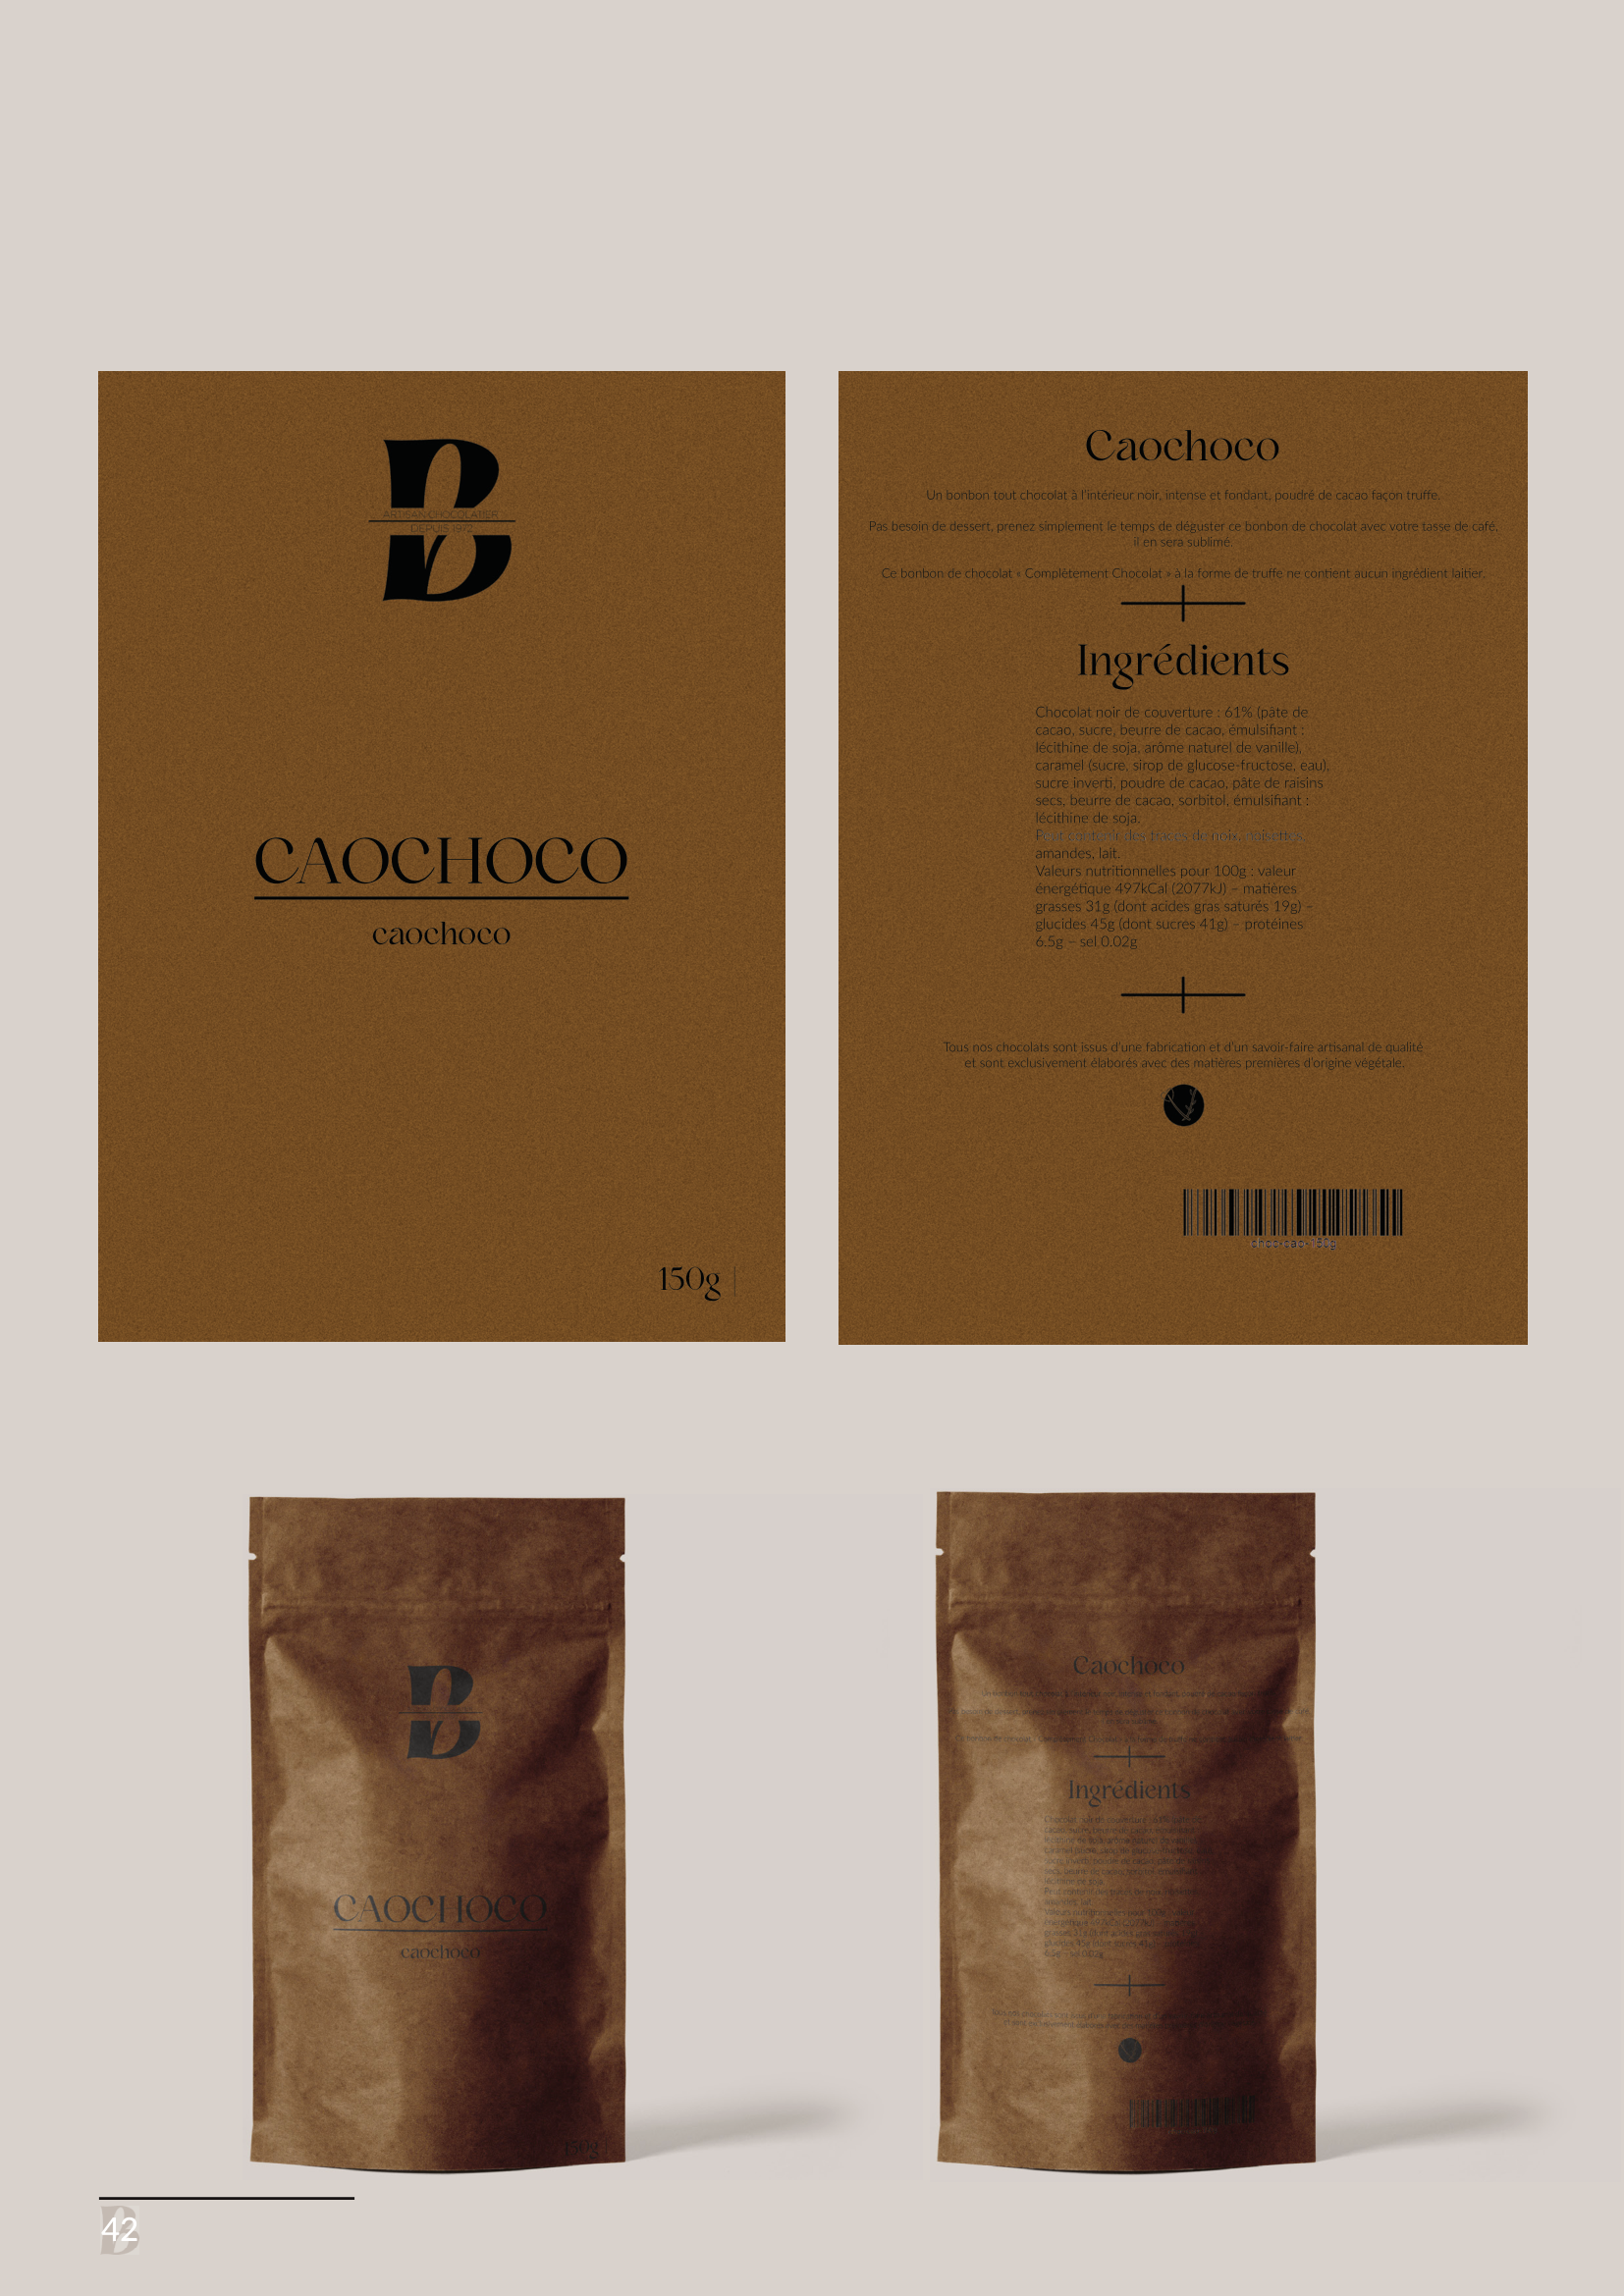 ARTISAN CHOCOLATIER
DEPUIS 1972
CAOCHOCO
caochoco
150g |
Caochoco
Un bonbon tout chocolat à l'intérieur noir, intense et fondant, poudré de cacao façon truffe.
Pas besoin de dessert, prenez simplement le temps de déguster ce bonbon de chocolat avec votre tasse de café,
il en sera sublimé.
Ce bonbon de chocolat « Complètement Chocolat » à la forme de truffe ne contient aucun ingrédient laitier.
Ingrédients
Chocolat noir de couverture : 61% (pâte de
cacao, sucre, beurre de cacao, émulsifiant :
lécithine de soja, arôme naturel de vanille),
caramel (sucre, sirop de glucose-fructose, eau),
sucre inverti, poudre de cacao, pâte de raisins
secs, beurre de cacao, sorbitol, émulsifiant :
lécithine de soja.
Peut contenir des traces de noix, noisettes,
amandes, lait.
Valeurs nutritionnelles pour 100g : valeur
énergétique 497kCal (2077kJ) – matières
grasses 31g (dont acides gras saturés 19g) –
glucides 45g (dont sucres 41g) – protéines
6.5g – sel 0.02g
Tous nos chocolats sont issus d'une fabrication et d'un savoir-faire artisanal de qualité
et sont exclusivement élaborés avec des matières premières d'origine végétale.
CAOCHOCO
caochoco
150g
Caochoco
Ingrédients
42